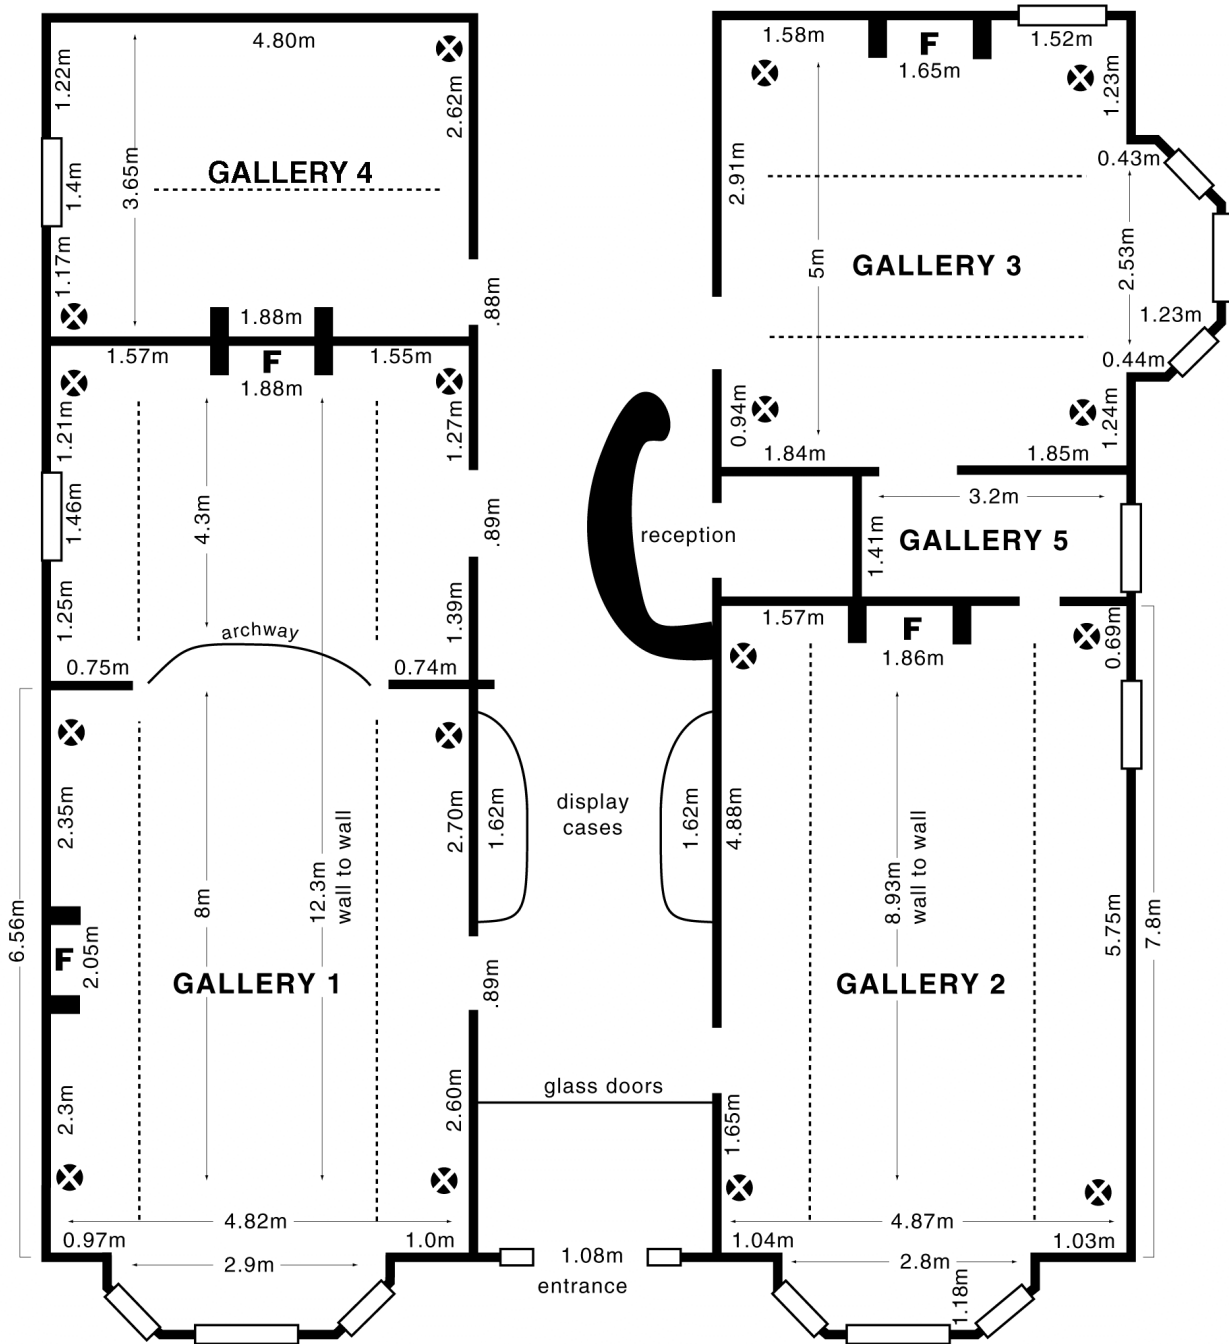 4.80m
1.22m
2.62m
3.65m
GALLERY 4
1.4m
1.17m
.88m
1.88m
1.57m
F
1.55m
1.88m
1.21m
1.27m
1.46m
4.3m
.89m
1.25m
1.39m
archway
0.75m
0.74m
2.35m
2.70m
1.62m
display
cases
1.62m
8m
12.3m
wall to wall
6.56m
F
2.05m
GALLERY 1
.89m
2.3m
2.60m
glass doors
4.82m
0.97m
1.0m
2.9m
1.08m
entrance
1.58m
F
1.52m
1.65m
1.23m
0.43m
2.91m
5m
GALLERY 3
2.53m
1.23m
0.44m
0.94m
1.24m
1.84m
1.85m
3.2m
reception
1.41m
GALLERY 5
1.57m
F
0.69m
1.86m
4.88m
8.93m
wall to wall
5.75m
7.8m
GALLERY 2
1.65m
4.87m
1.04m
1.03m
2.8m
1.18m